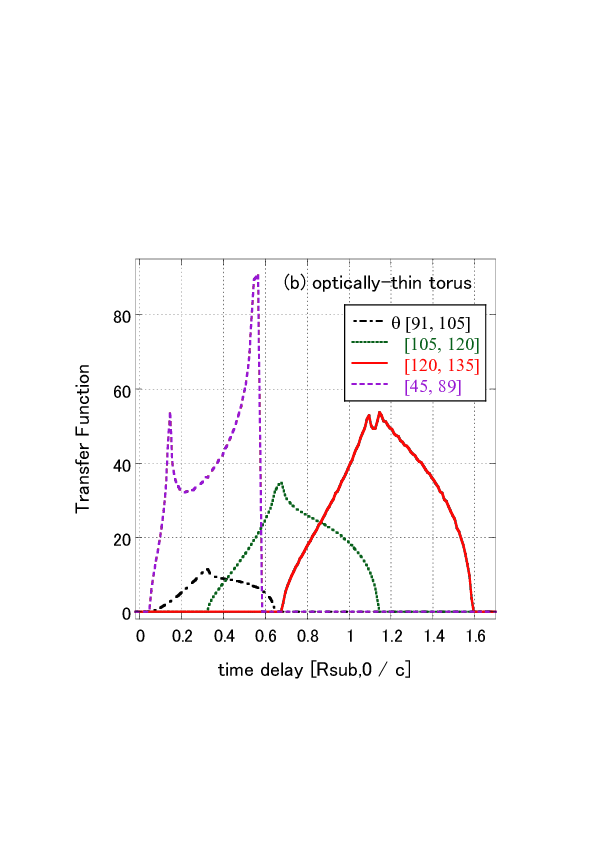 (b) optically-thin torus
θ [91, 105]
[105, 120]
[120, 135]
[45, 89]
Transfer Function
80
60
40
20
0
0 0.2 0.4 0.6 0.8 1 1.2 1.4 1.6
time delay [Rsub,0 / c]